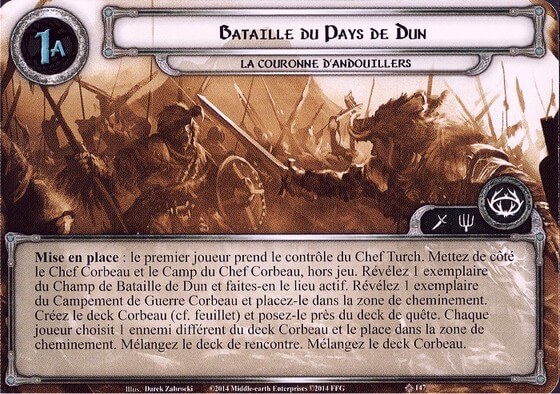 1A
BATAILLE DU PAYS DE DUN
LA COURONNE D'ANDOUILLERS
Mise en place : le premier joueur prend le contrôle du Chef Turch. Mettez de côté
le Chef Corbeau et le Camp du Chef Corbeau, hors jeu. Révélez 1 exemplaire
du Champ de Bataille de Dun et faites-en le lieu actif. Révélez 1 exemplaire
du Campement de Guerre Corbeau et placez-le dans la zone de cheminement.
Créez le deck Corbeau (cf. feuillet) et posez-le près du deck de quête. Chaque
joueur choisit 1 ennemi différent du deck Corbeau et le place dans la zone de
cheminement. Mélangez le deck de rencontre. Mélangez le deck Corbeau.
Illus. Darek Zabrocki ©2014 Middle-earth Enterprises ©2014 FFG 147